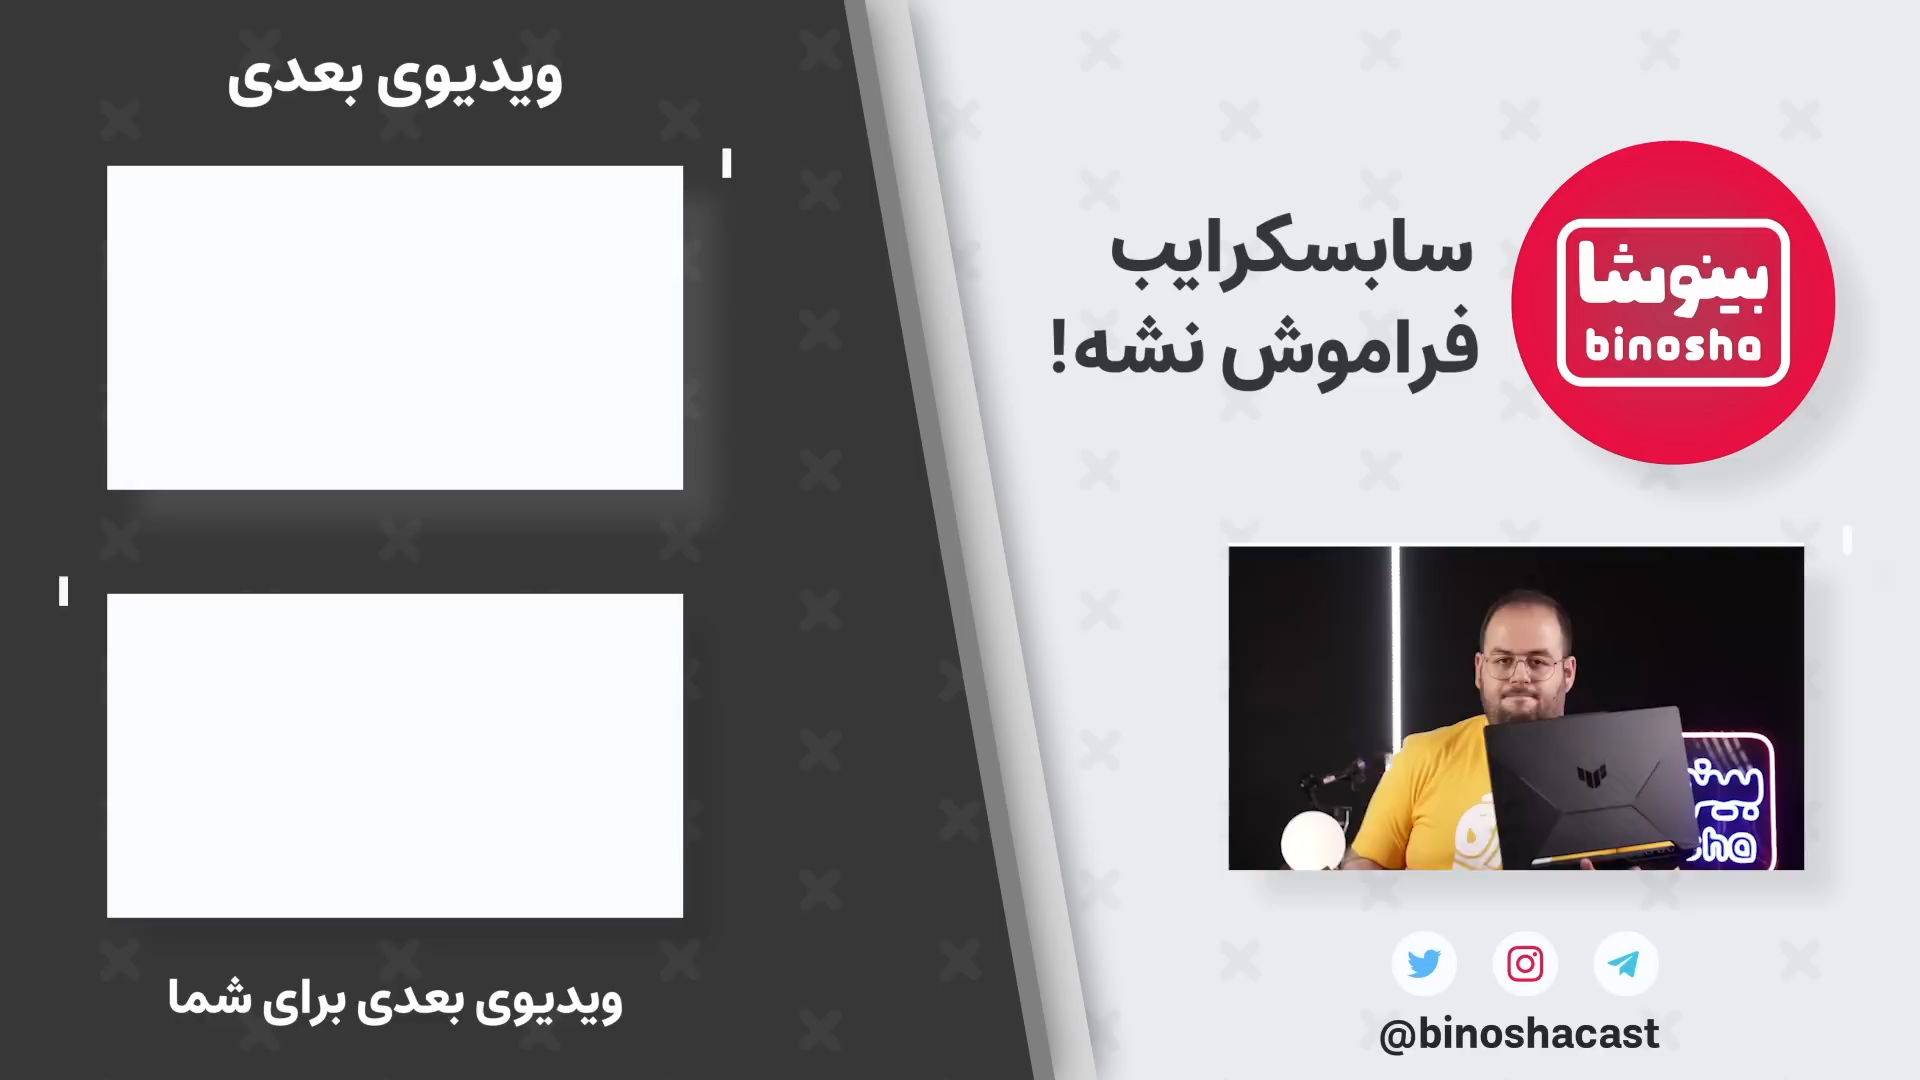 ویدیوی بعدی
سابسکرایب
فراموش نشه!
بینوشا
binosha
ویدیوی بعدی برای شما
@binoshacast